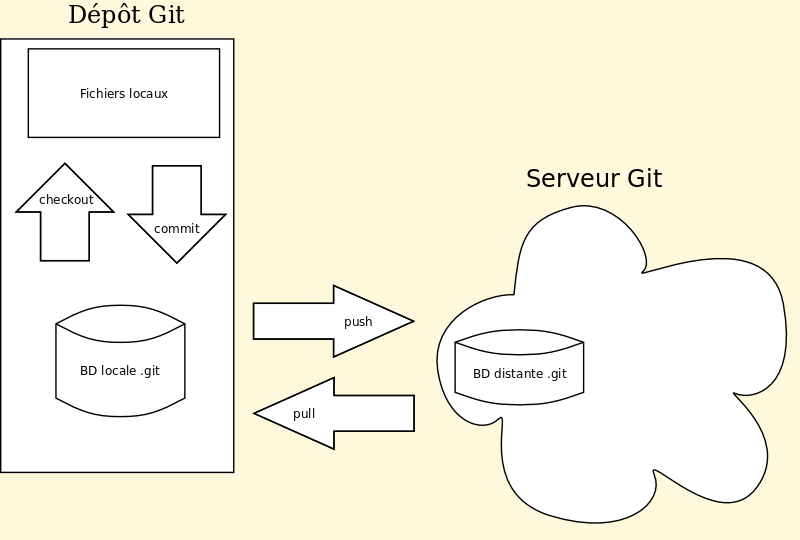 Dépôt Git
Fichiers locaux
checkout
commit
BD locale .git
push
pull
Serveur Git
BD distante .git